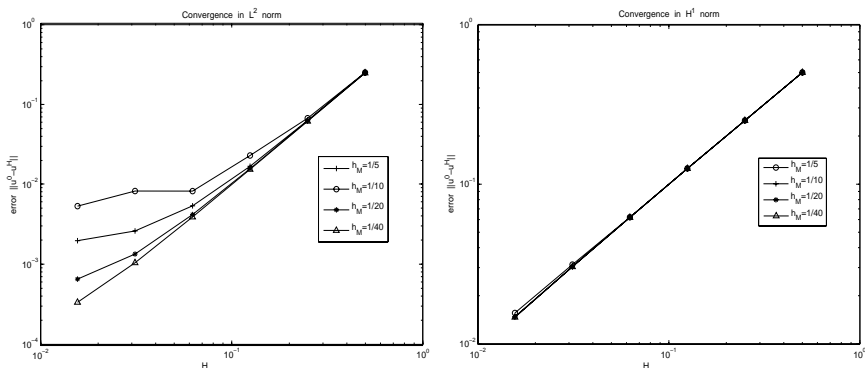 Convergence in L² norm
10⁰
10⁻¹
10⁻²
10⁻³
10⁻⁴
error ||u⁰−uᴴ||
h_M=1/5
h_M=1/10
h_M=1/20
h_M=1/40
10⁻²
10⁻¹
10⁰
H
Convergence in H¹ norm
10⁰
10⁻¹
10⁻²
error ||u⁰−uᴴ||
h_M=1/5
h_M=1/10
h_M=1/20
h_M=1/40
10⁻²
10⁻¹
10⁰
H